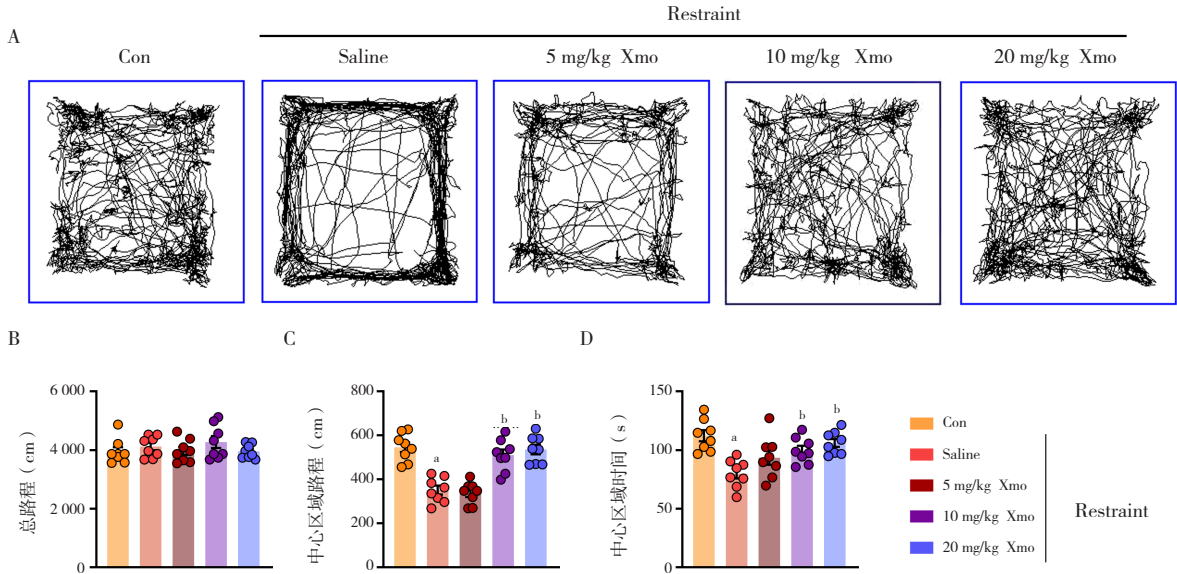 Restraint
A
Con
Saline
5 mg/kg Xmo
10 mg/kg Xmo
20 mg/kg Xmo
B
C
D
总路程（cm）
6 000
4 000
2 000
0
中心区域路程（cm）
800
600
400
200
0
a
b
b
中心区域时间（s）
150
100
50
0
a
b
b
Con
Saline
5 mg/kg Xmo
10 mg/kg Xmo
20 mg/kg Xmo
Restraint